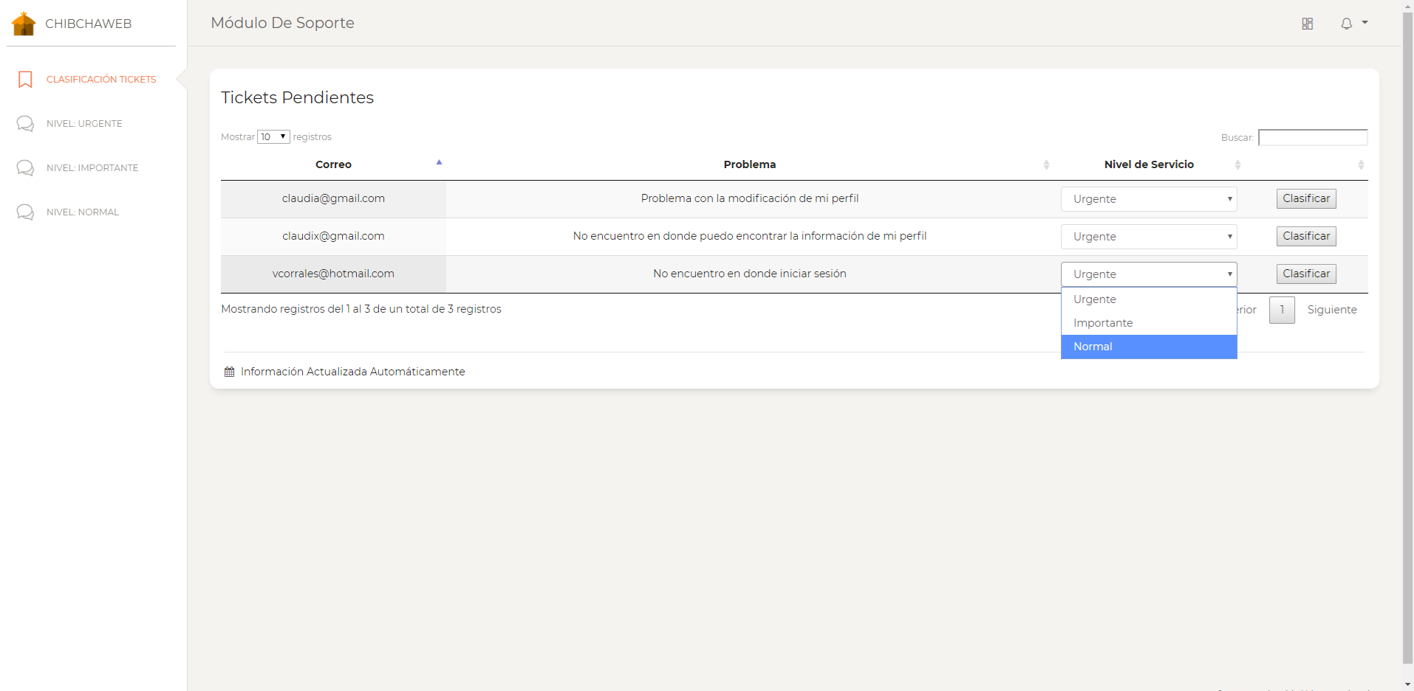 CHIBCHAWEB
Módulo De Soporte
CLASIFICACIÓN TICKETS
NIVEL: URGENTE
NIVEL: IMPORTANTE
NIVEL: NORMAL
Tickets Pendientes
Mostrar 10 registros
Buscar:
Correo Problema Nivel de Servicio
claudia@gmail.com Problema con la modificación de mi perfil Urgente Clasificar
claudix@gmail.com No encuentro en donde puedo encontrar la información de mi perfil Urgente Clasificar
vcorrales@hotmail.com No encuentro en donde iniciar sesión Urgente Clasificar
Urgente
Importante
Normal
Mostrando registros del 1 al 3 de un total de 3 registros
erior 1 Siguiente
Información Actualizada Automáticamente